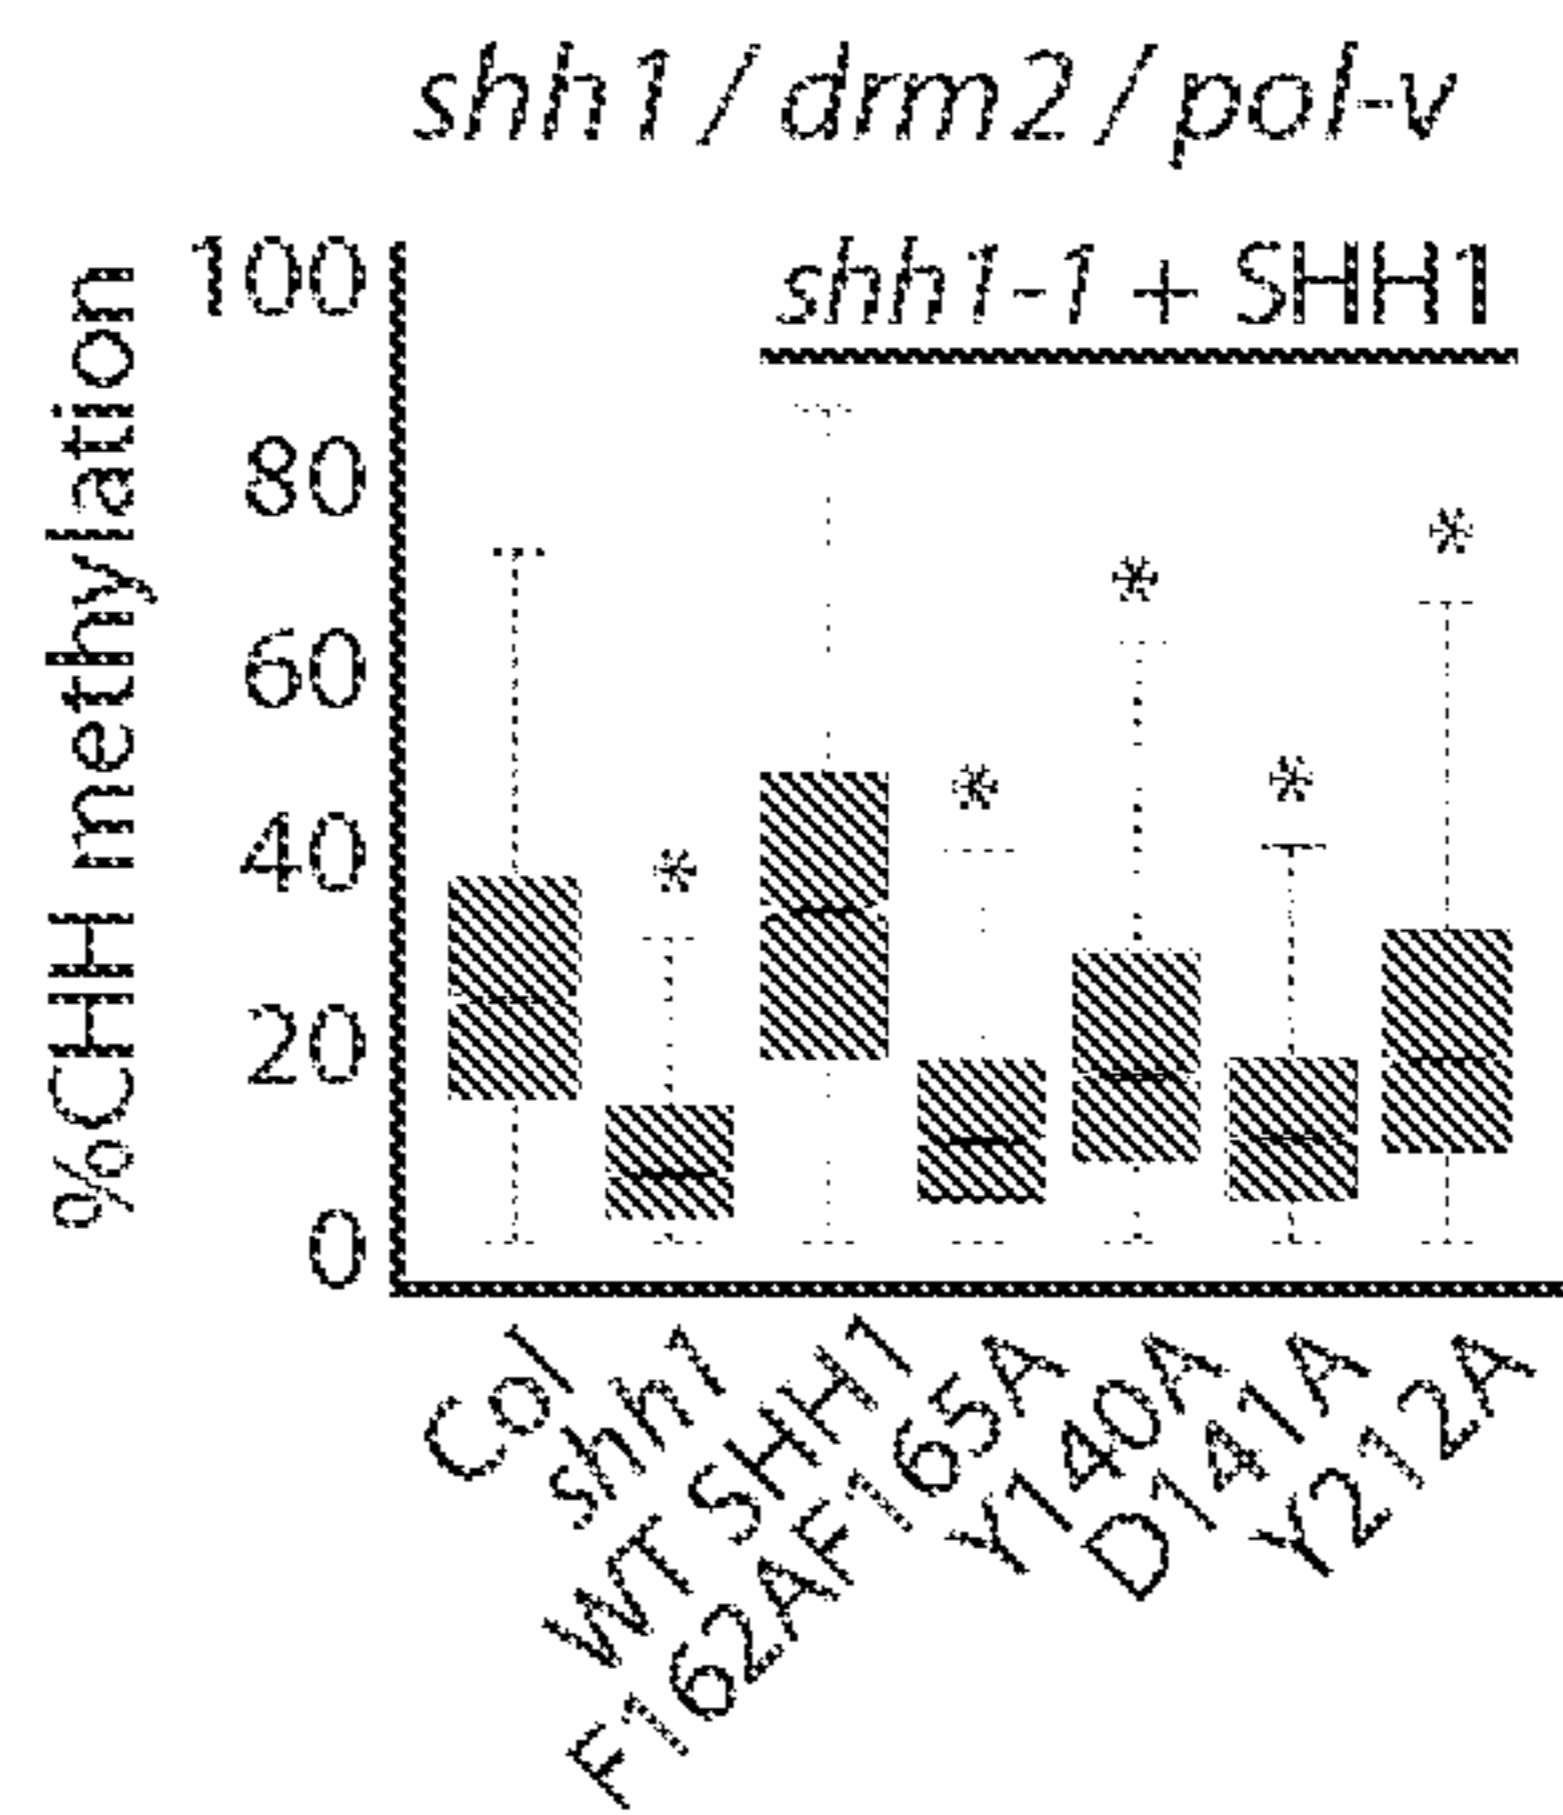 shh1 / drm2 / pol-v
%CHH methylation
100
80
60
40
20
0
shh1-1 + SHH1
*
*
*
*
*
Col
shh1
WT SHH1
F162AF165A
Y140A
D141A
Y212A